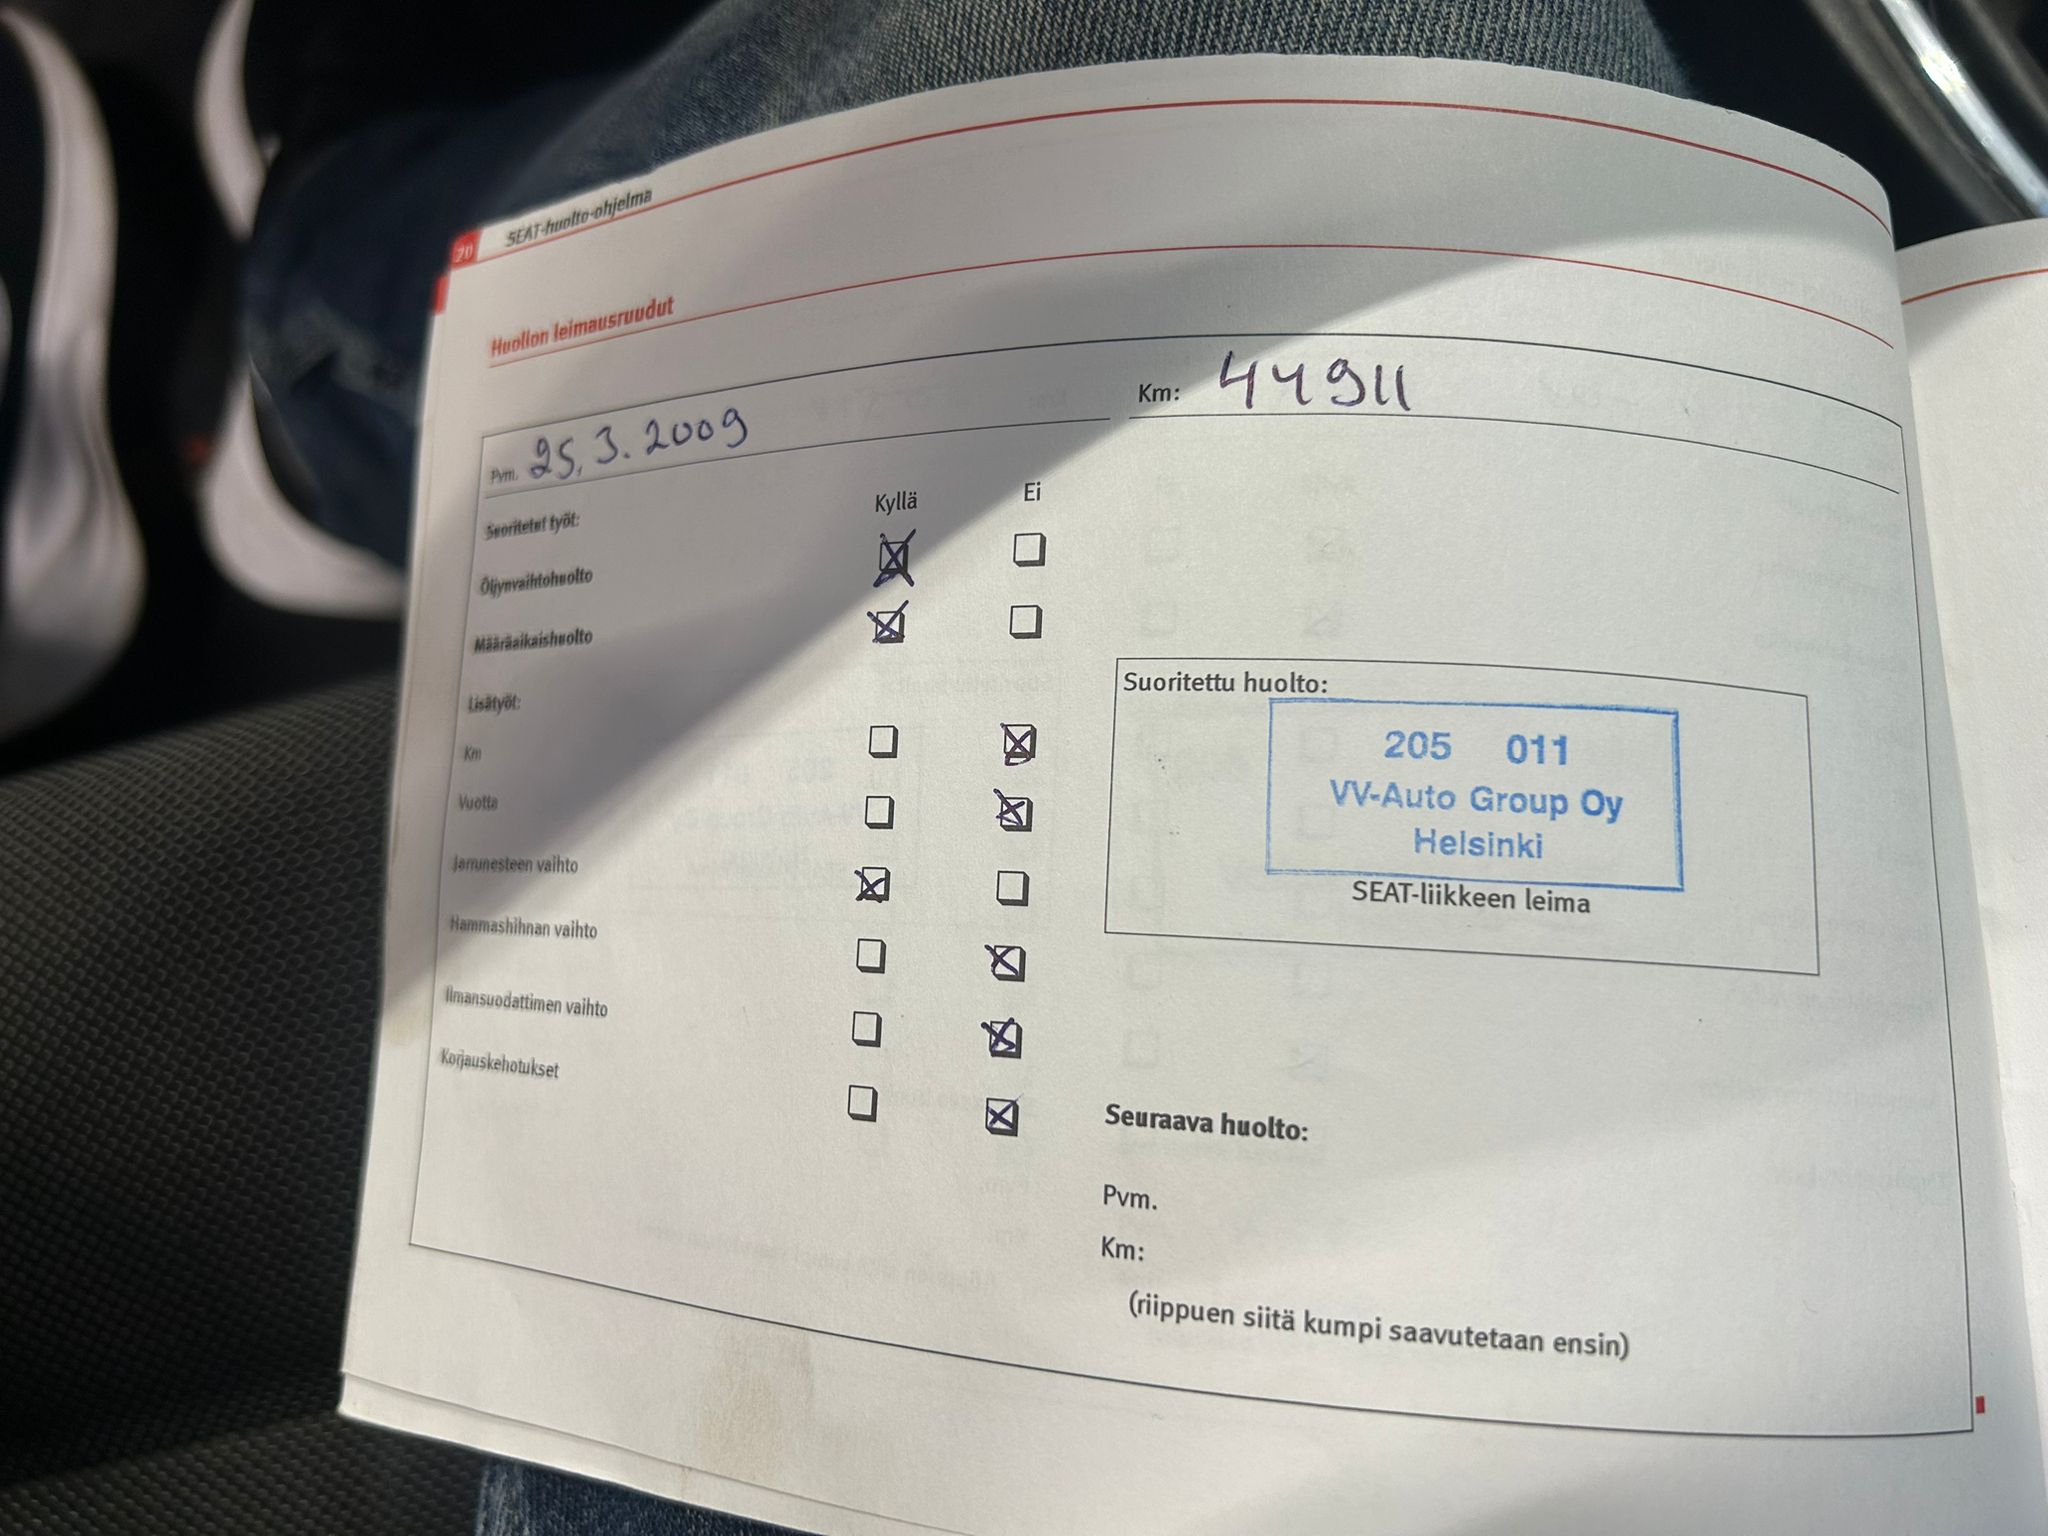 20 SEAT-huolto-ohjelma
Huollon leimausruudut
Pvm. 25.3.2009
Km: 44911
Kyllä Ei
Suoritetut työt:
Öljynvaihtohuolto
Määräaikaishuolto
Lisätyöt:
Km
Vuotta
Jarrunesteen vaihto
Hammashihnan vaihto
Ilmansuodattimen vaihto
Korjauskehotukset
Suoritettu huolto:
205 011
VV-Auto Group Oy
Helsinki
SEAT-liikkeen leima
Seuraava huolto:
Pvm.
Km:
(riippuen siitä kumpi saavutetaan ensin)